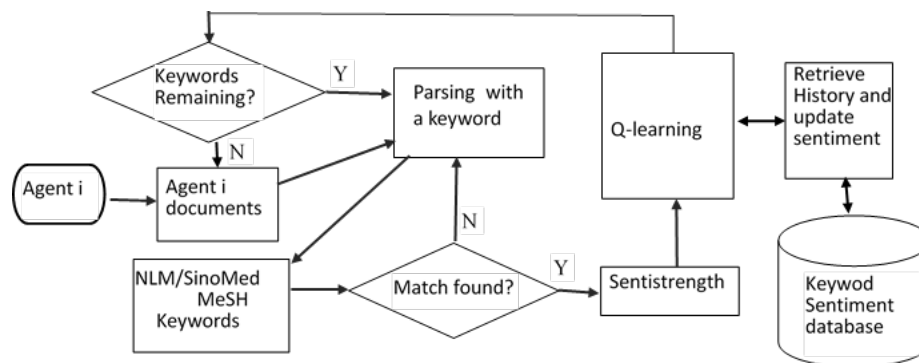 Keywords
Remaining?
Y
Parsing with
a keyword
Q-learning
Retrieve
History and
update
sentiment
N
Agent i
Agent i
documents
N
NLM/SinoMed
MeSH
Keywords
Match found?
Y
Sentistrength
Keywod
Sentiment
database